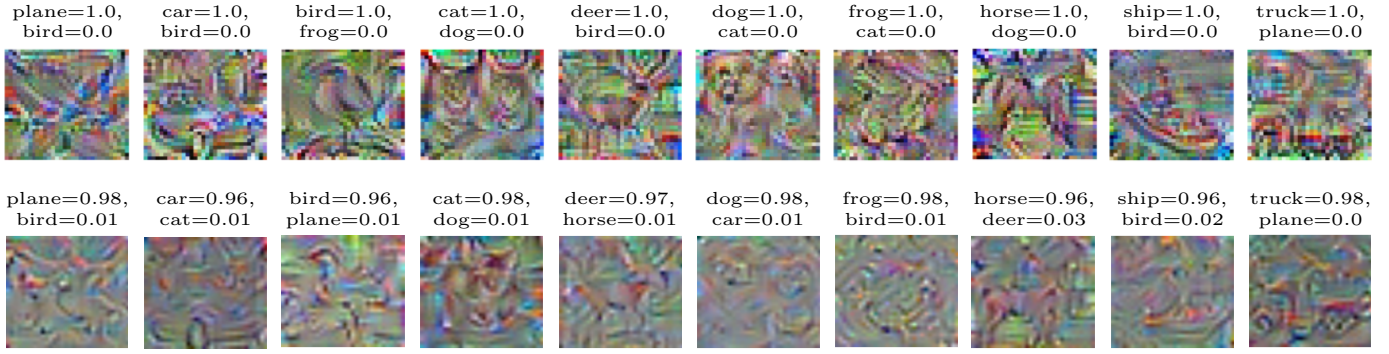 plane=1.0, car=1.0, bird=1.0, cat=1.0, deer=1.0, dog=1.0, frog=1.0, horse=1.0, ship=1.0, truck=1.0,
bird=0.0 bird=0.0 frog=0.0 dog=0.0 bird=0.0 cat=0.0 cat=0.0 dog=0.0 bird=0.0 plane=0.0
plane=0.98, car=0.96, bird=0.96, cat=0.98, deer=0.97, dog=0.98, frog=0.98, horse=0.96, ship=0.96, truck=0.98,
bird=0.01 cat=0.01 plane=0.01 dog=0.01 horse=0.01 car=0.01 bird=0.01 deer=0.03 bird=0.02 plane=0.0